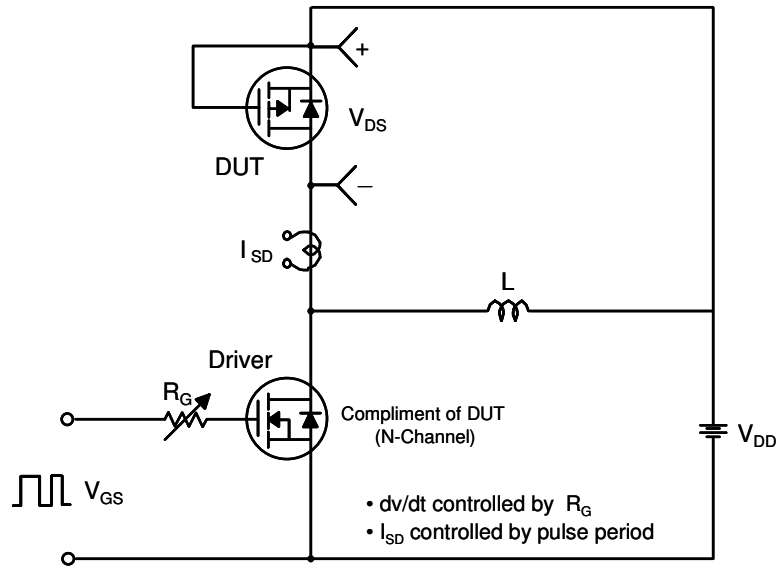 +
V_DS
DUT
–
I_SD
L
Driver
R_G
Compliment of DUT
(N-Channel)
V_DD
V_GS
• dv/dt controlled by R_G
• I_SD controlled by pulse period